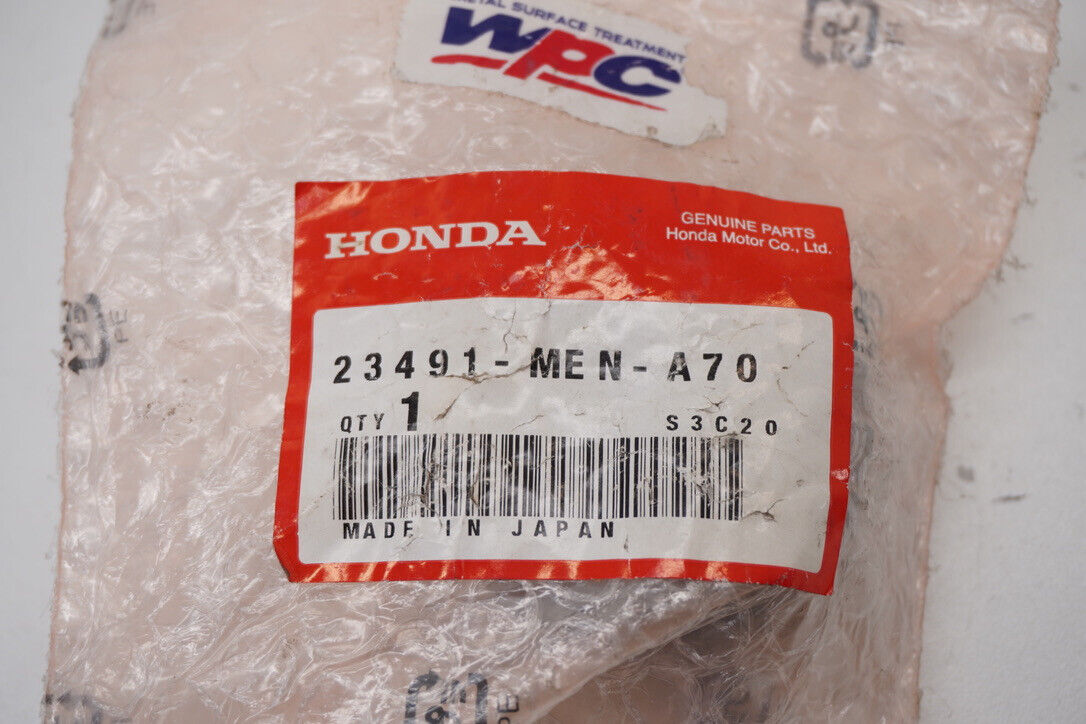 METAL SURFACE TREATMENT
WPC
HONDA
GENUINE PARTS
Honda Motor Co., Ltd.
23491-MEN-A70
QTY 1
S3C20
MADE IN JAPAN
PE